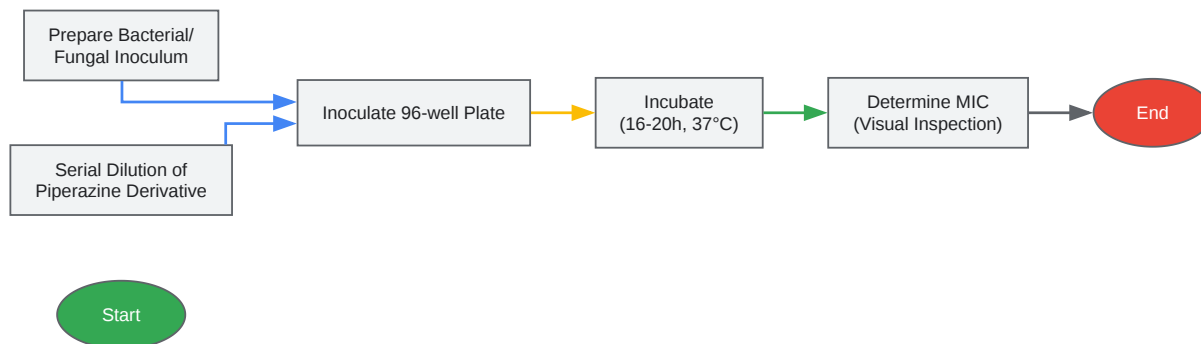 Prepare Bacterial/
Fungal Inoculum
Serial Dilution of
Piperazine Derivative
Inoculate 96-well Plate
Incubate
(16-20h, 37°C)
Determine MIC
(Visual Inspection)
End
Start